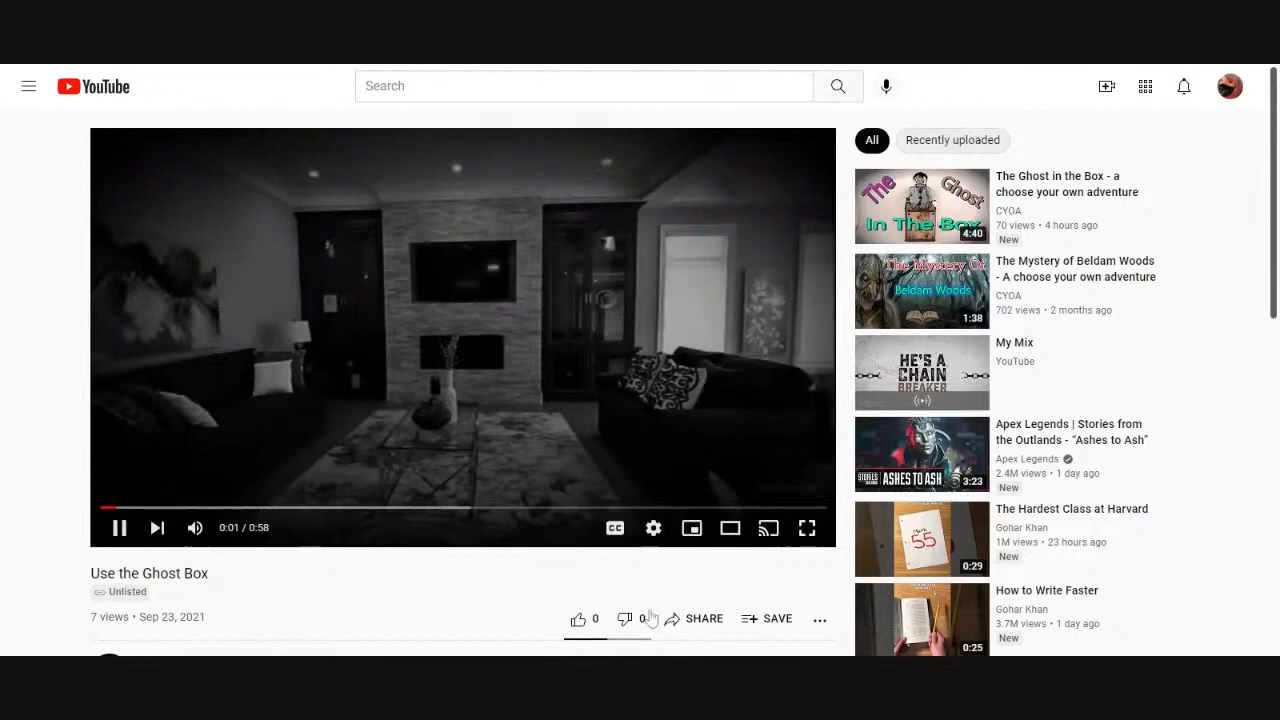 YouTube
Search
All
Recently uploaded
The Ghost In The Box
4:40
The Ghost in the Box - a
choose your own adventure
CYOA
70 views • 4 hours ago
New
The Mystery Of
Beldam Woods
1:38
The Mystery of Beldam Woods
- A choose your own adventure
CYOA
702 views • 2 months ago
HE'S A
CHAIN
BREAKER
My Mix
YouTube
STORIES
ASHES TO ASH
3:23
Apex Legends | Stories from
the Outlands - “Ashes to Ash”
Apex Legends
2.4M views • 1 day ago
New
Math
55
0:29
The Hardest Class at Harvard
Gohar Khan
1M views • 23 hours ago
New
0:25
How to Write Faster
Gohar Khan
3.7M views • 1 day ago
New
0:01 / 0:58
CC
Use the Ghost Box
Unlisted
7 views • Sep 23, 2021
0
0
SHARE
SAVE